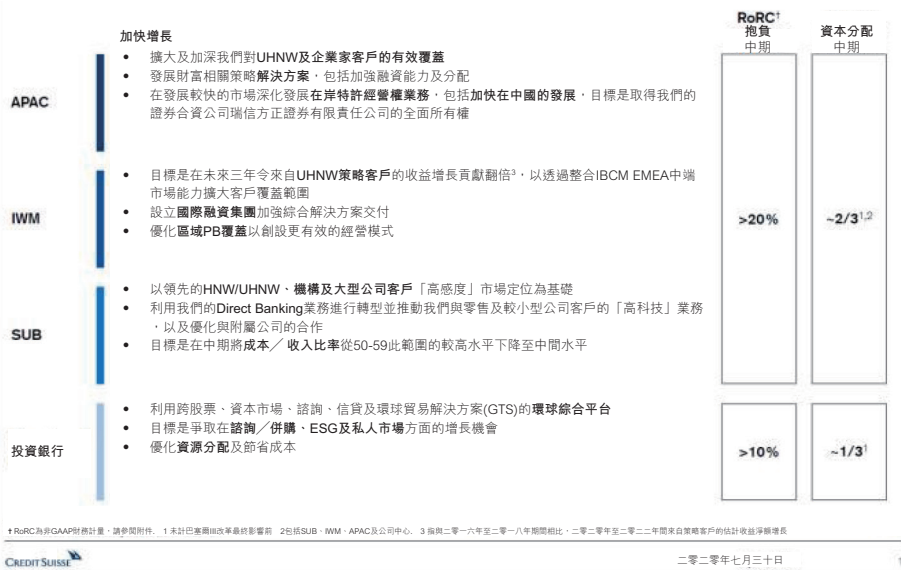 RoRC†
抱負
中期
資本分配
中期
加快增長
• 擴大及加深我們對UHNW及企業家客戶的有效覆蓋
• 發展財富相關策略解決方案，包括加強融資能力及分配
• 在發展較快的市場深化發展在岸特許經營權業務，包括加快在中國的發展，目標是取得我們的
證券合資公司瑞信方正證券有限責任公司的全面所有權
APAC
• 目標是在未來三年令來自UHNW策略客戶的收益增長貢獻翻倍³，以透過整合IBCM EMEA中端
市場能力擴大客戶覆蓋範圍
• 設立國際融資集團加強綜合解決方案交付
• 優化區域PB覆蓋以創設更有效的經營模式
IWM
>20%
~2/3¹,²
• 以領先的HNW/UHNW、機構及大型公司客戶「高感度」市場定位為基礎
• 利用我們的Direct Banking業務進行轉型並推動我們與零售及較小型公司客戶的「高科技」業務
，以及優化與附屬公司的合作
• 目標是在中期將成本／收入比率從50-59此範圍的較高水平下降至中間水平
SUB
• 利用跨股票、資本市場、諮詢、信貸及環球貿易解決方案(GTS)的環球綜合平台
• 目標是爭取在諮詢／併購、ESG及私人市場方面的增長機會
• 優化資源分配及節省成本
投資銀行
>10%
~1/3¹
† RoRC為非GAAP財務計量，請參閱附件. 1 未計巴塞爾III改革最終影響前 2包括SUB、IWM、APAC及公司中心. 3 指與二零一六年至二零一八年期間相比，二零二零年至二零二二年間來自策略客戶的估計收益淨額增長
CREDIT SUISSE
二零二零年七月三十日